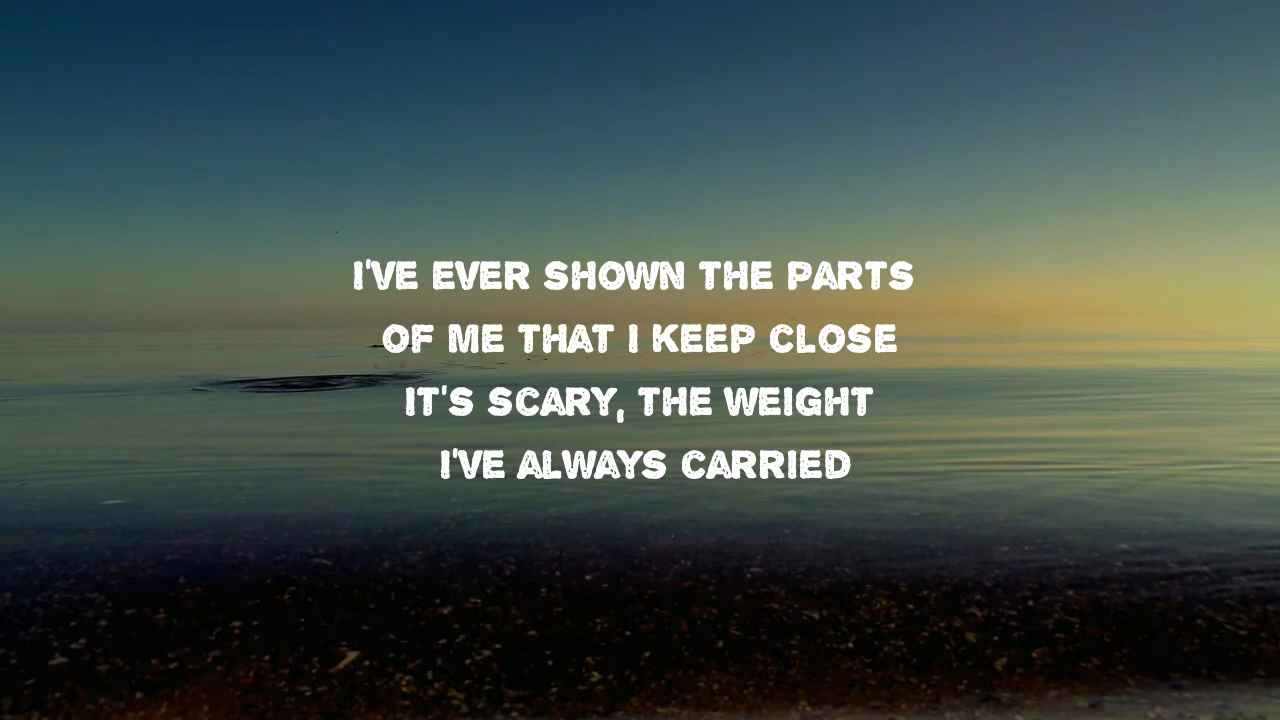 I'VE EVER SHOWN THE PARTS
OF ME THAT I KEEP CLOSE
IT'S SCARY, THE WEIGHT
I'VE ALWAYS CARRIED